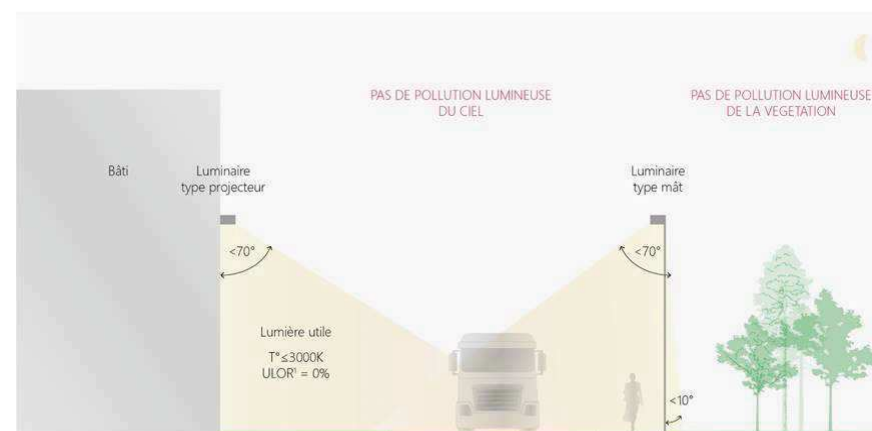 PAS DE POLLUTION LUMINEUSE
DU CIEL
PAS DE POLLUTION LUMINEUSE
DE LA VEGETATION
Bâti
Luminaire
type projecteur
Luminaire
type mât
<70°
<70°
Lumière utile
T°≤3000K
ULOR¹ = 0%
<10°